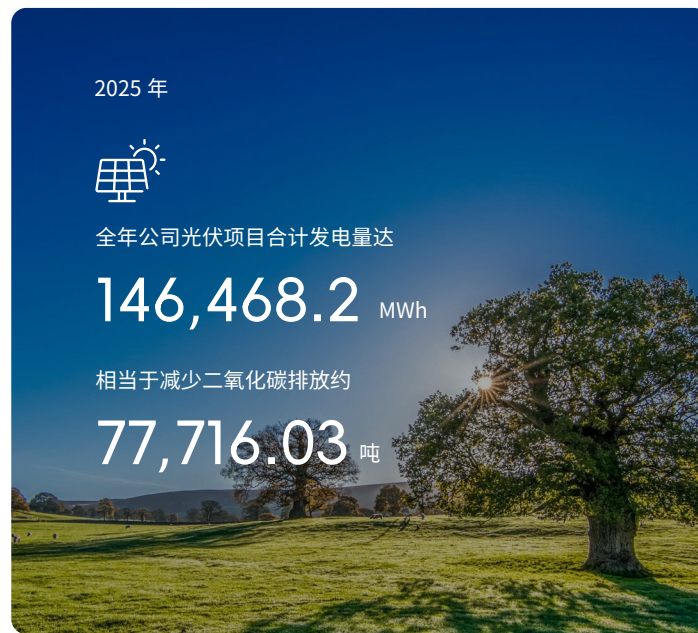 2025 年
全年公司光伏项目合计发电量达
146,468.2 MWh
相当于减少二氧化碳排放约
77,716.03 吨